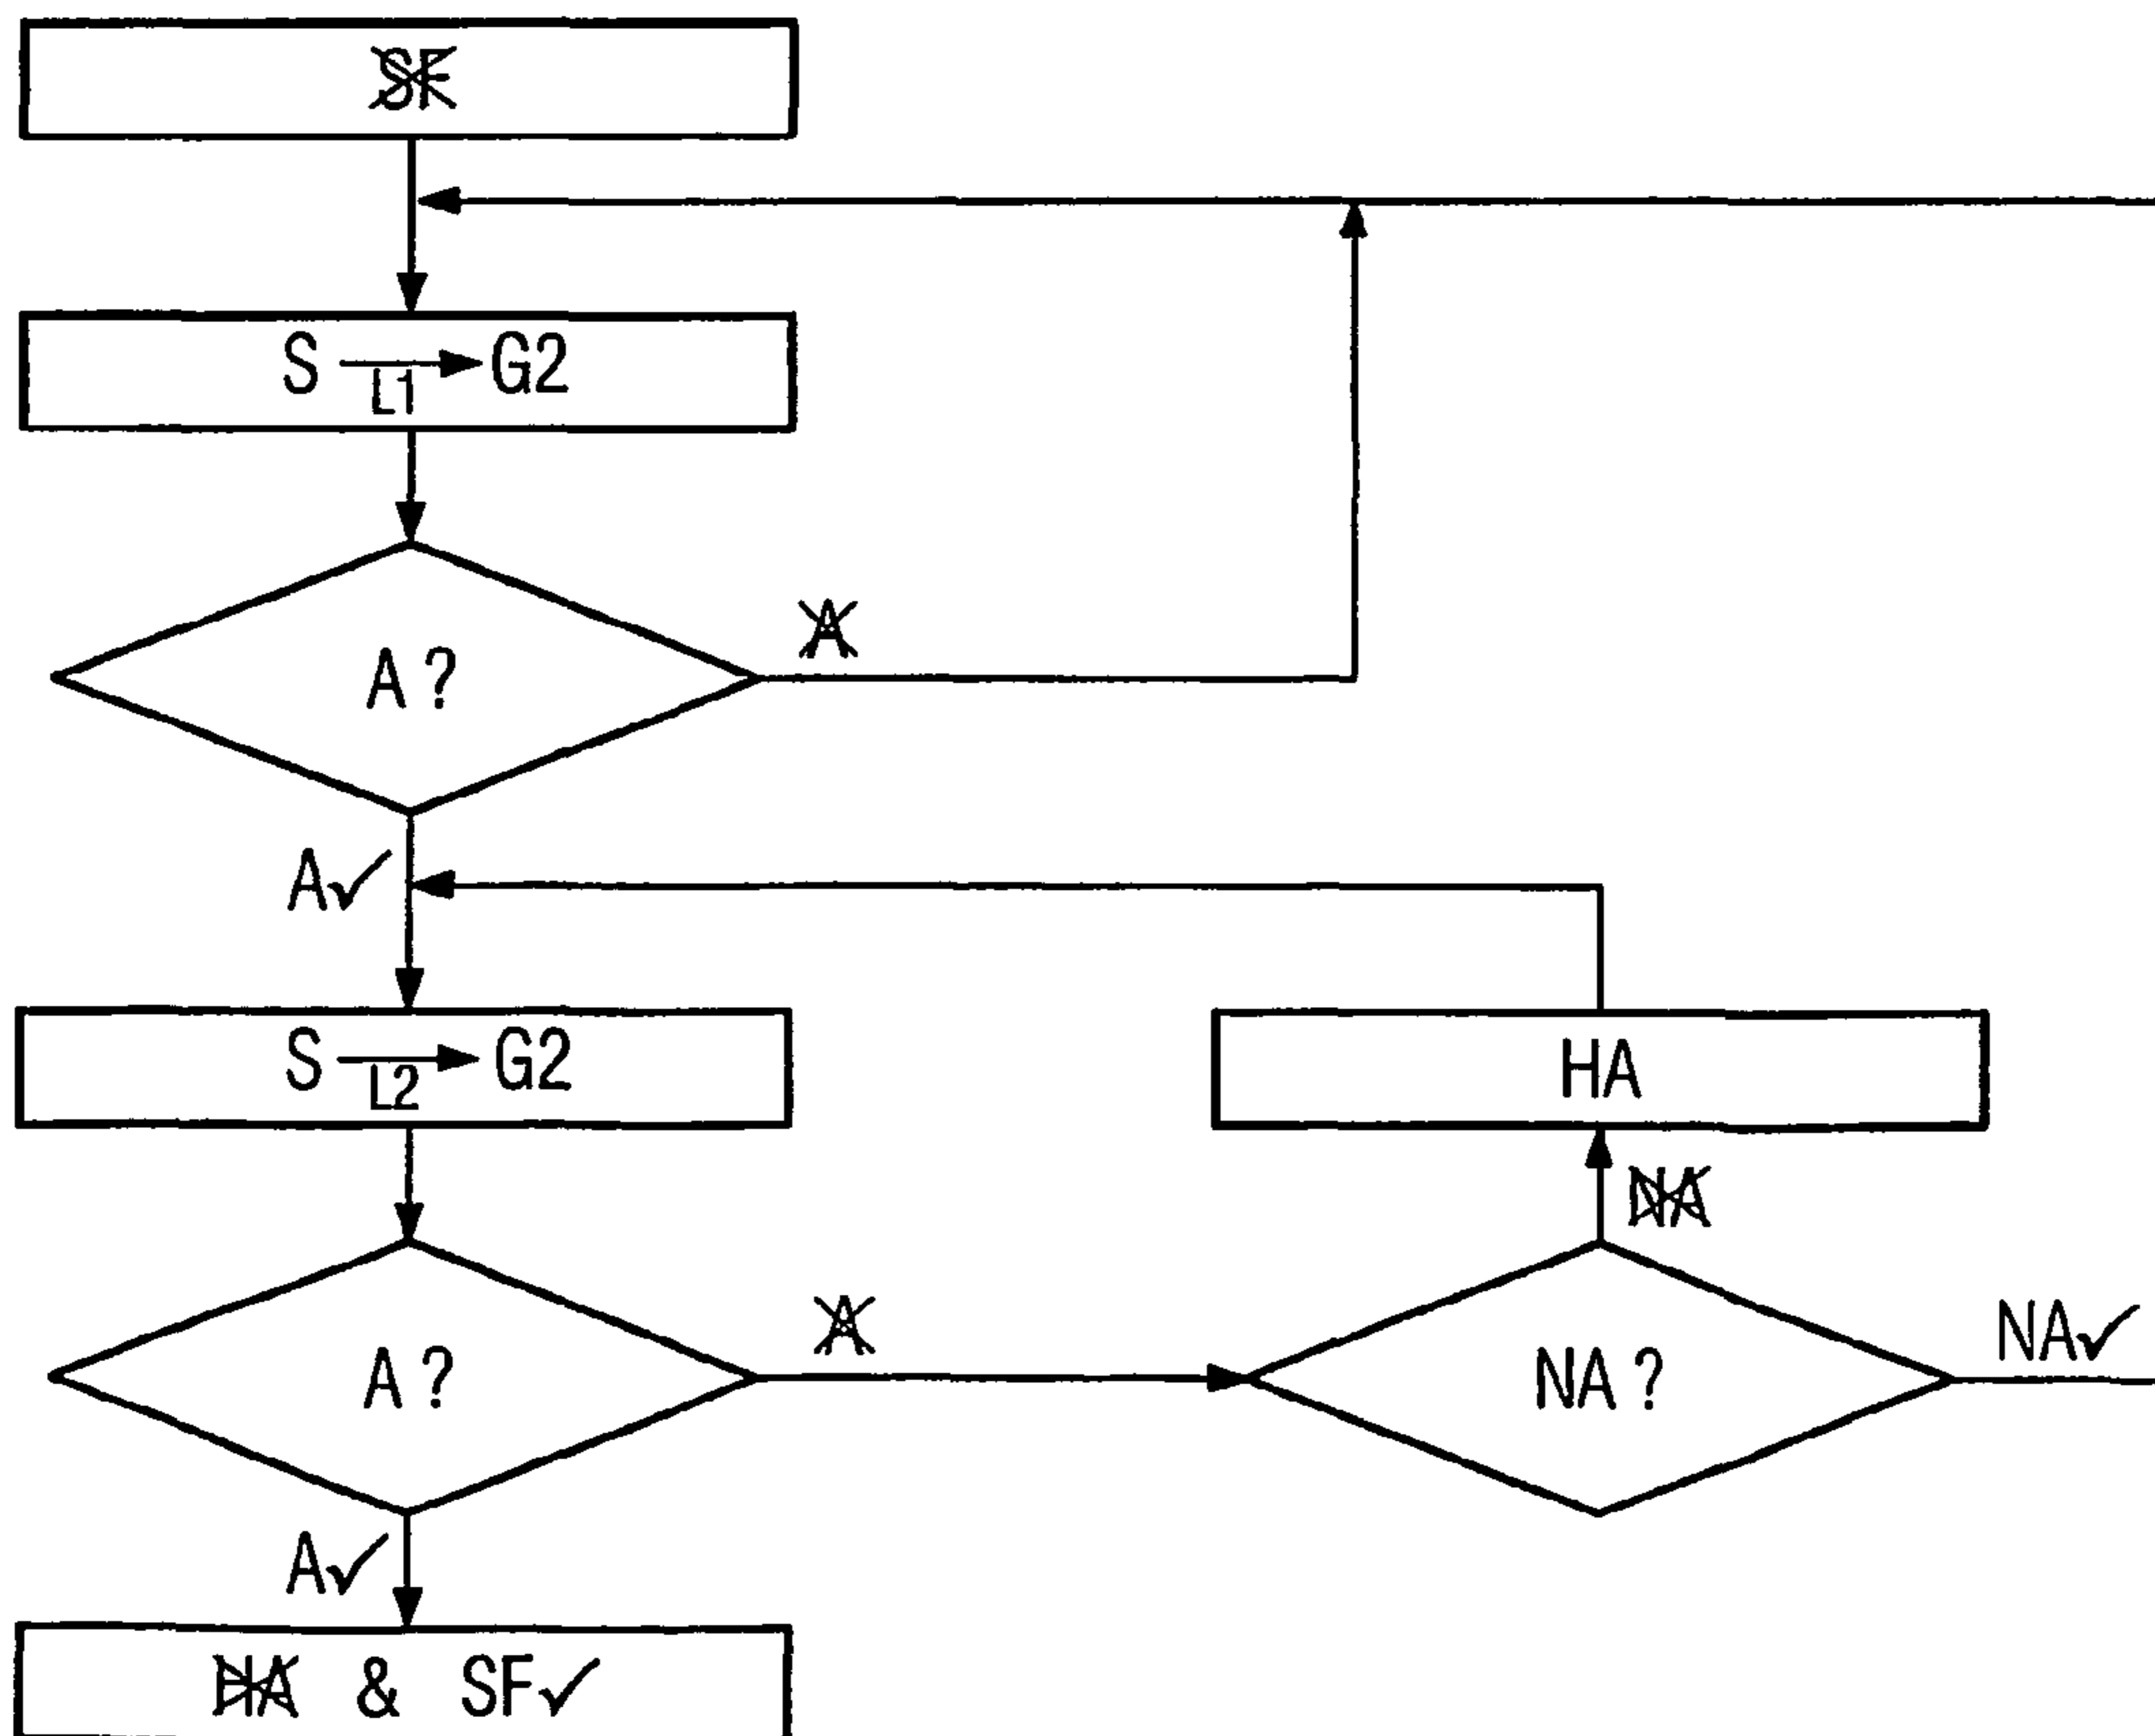 SF
S → G2
L1
A
A ?
A✓
S → G2
L2
HA
NA
A
NA✓
A ?
NA ?
A✓
HA & SF✓